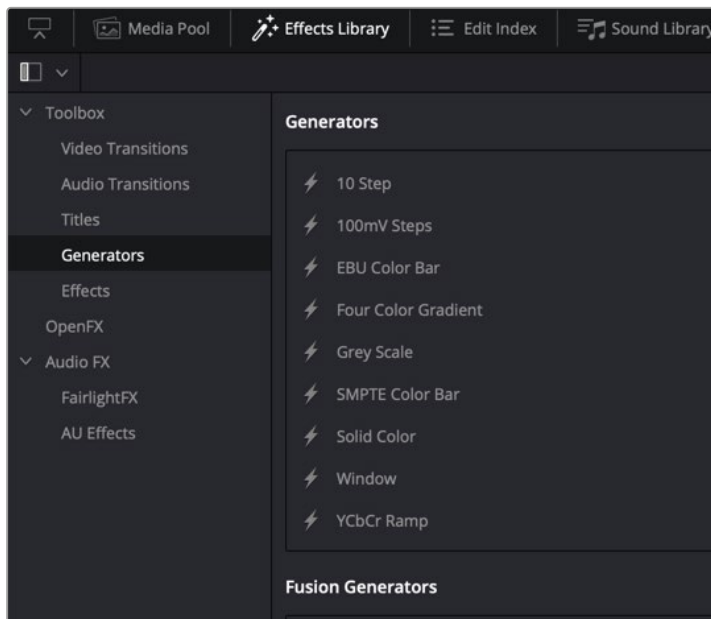 Media Pool
Effects Library
Edit Index
Sound Library
Toolbox
Video Transitions
Audio Transitions
Titles
Generators
Effects
OpenFX
Audio FX
FairlightFX
AU Effects
Generators
10 Step
100mV Steps
EBU Color Bar
Four Color Gradient
Grey Scale
SMPTE Color Bar
Solid Color
Window
YCbCr Ramp
Fusion Generators